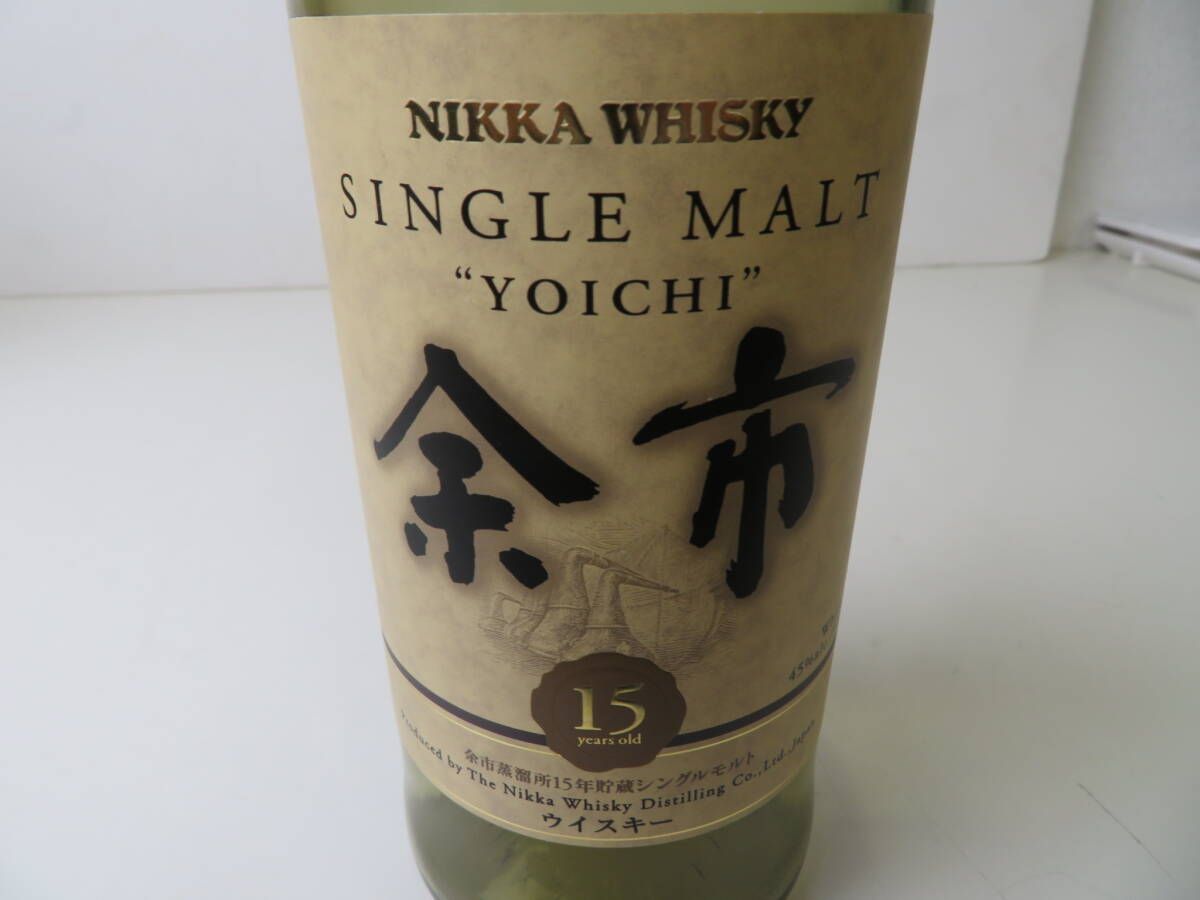 NIKKA WHISKY
SINGLE MALT
“YOICHI”
余市
45%
15
years old
余市蒸溜所15年貯蔵シングルモルト
Produced by The Nikka Whisky Distilling Co.,Ltd.,Japan
ウイスキー